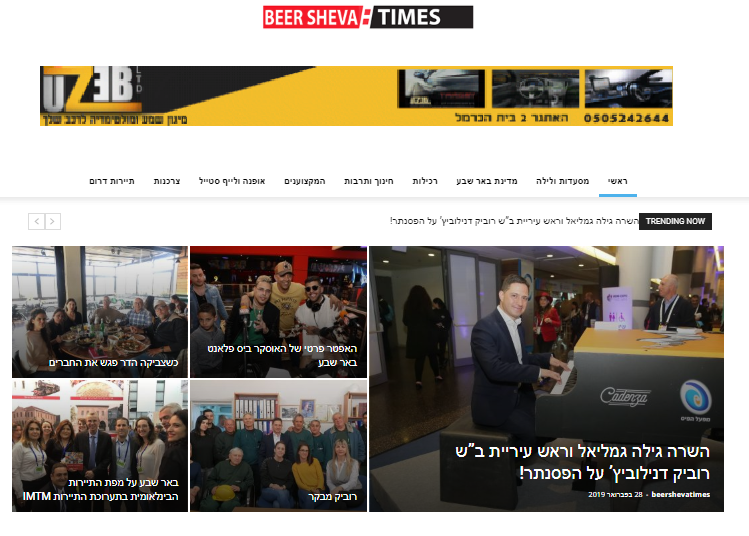 BEER SHEVA TIMES
UZEB LTD
מיגון שמע ומולטימדיה לרכב שלך
האתגר 2 בית הכרמל
0505242644
ראשי
מסעדות ולילה
מדינת באר שבע
רכילות
חינוך ותרבות
המקצוענים
אופנה ולייף סטייל
צרכנות
תיירות דרום
TRENDING NOW
השרה גילה גמליאל וראש עיריית ב"ש רוביק דנילוביץ' על הפסנתר!
Cadenza
מפעל הפיס
השרה גילה גמליאל וראש עיריית ב"ש
רוביק דנילוביץ' על הפסנתר!
beershevatimes - 28 בפברואר 2019
האפטר פרטי של האוסקר ביס פלאנט
באר שבע
כשצביקה הדר פגש את החברים
רוביק מבקר
באר שבע על מפת התיירות
הבינלאומית בתערוכת התיירות IMTM